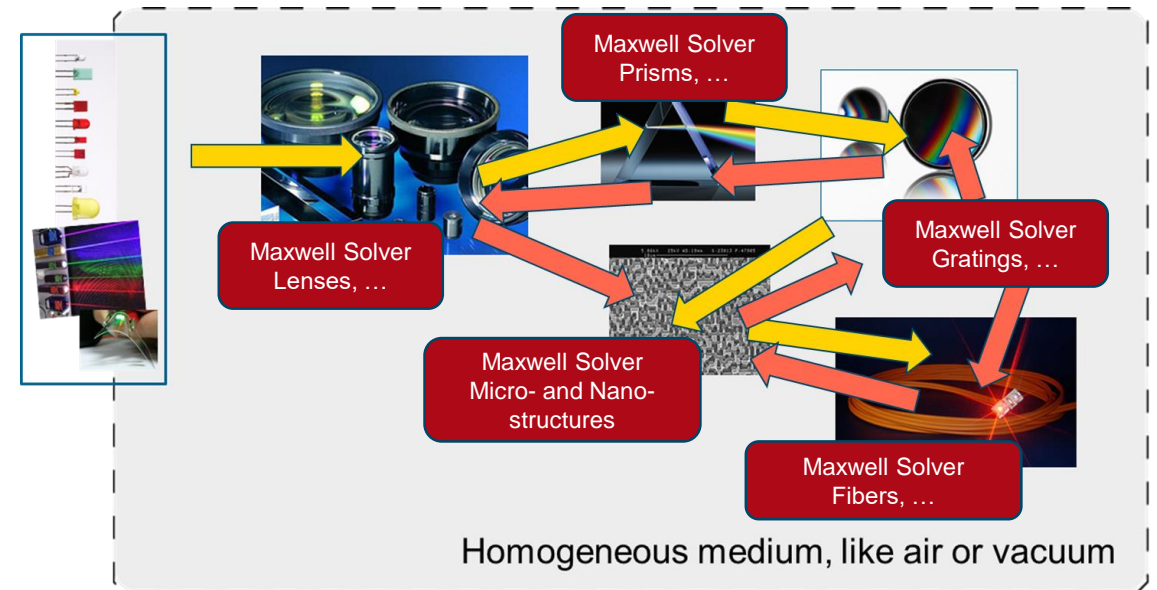 Maxwell Solver
Prisms, …
Maxwell Solver
Lenses, …
Maxwell Solver
Gratings, …
Maxwell Solver
Micro- and Nano-
structures
Maxwell Solver
Fibers, …
Homogeneous medium, like air or vacuum